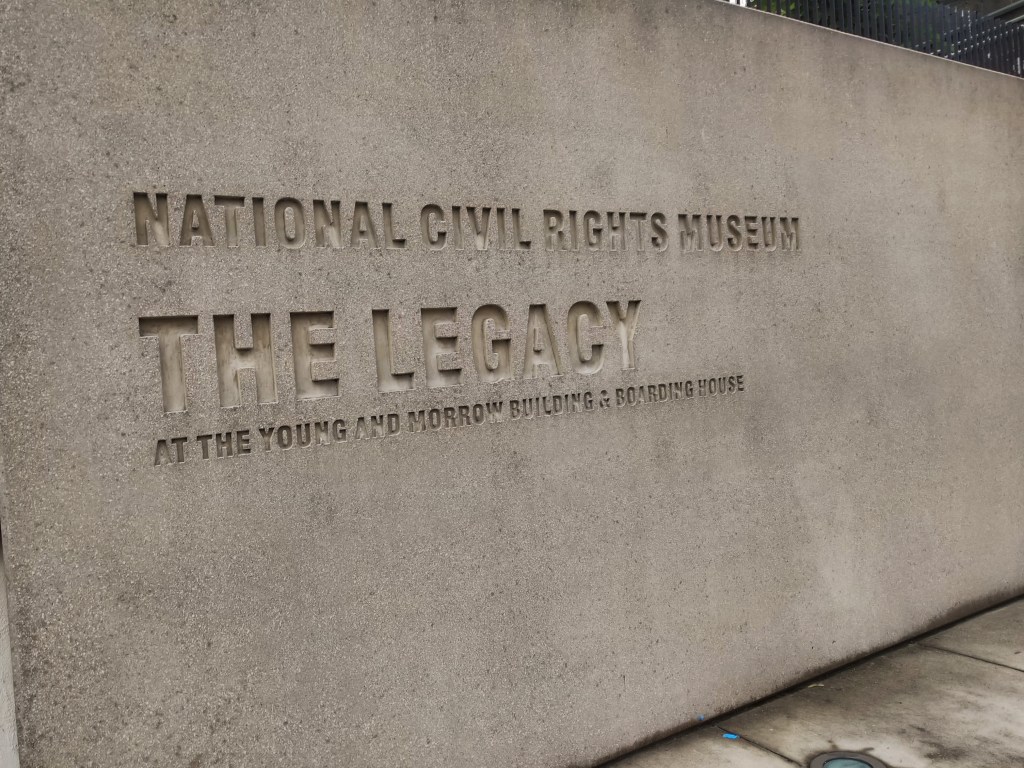 NATIONAL CIVIL RIGHTS MUSEUM
THE LEGACY
AT THE YOUNG AND MORROW BUILDING & BOARDING HOUSE